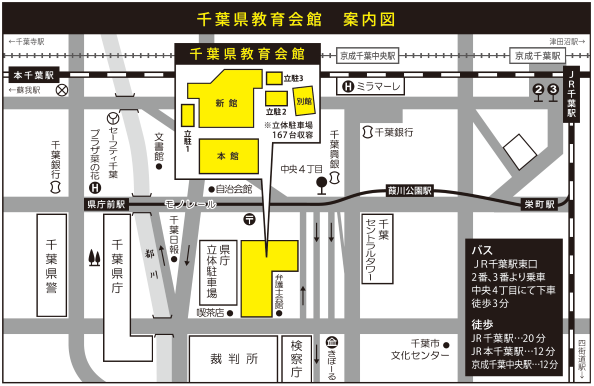 千葉県教育会館 案内図
←千葉寺駅
津田沼駅→
京成千葉中央駅
京成千葉駅
本千葉駅
←蘇我駅
JR千葉駅
千葉県教育会館
立駐3
新館
立駐2
別館
立駐1
※立体駐車場
167台収容
本館
H ミラマーレ
2 3
セーフティ千葉
プラザ菜の花
H
文書館
千葉銀行
千葉興銀
千葉銀行
中央4丁目
自治会館
県庁前駅
モノレール
葭川公園駅
栄町駅
千葉県警
千葉県庁
都川
千葉日報
県庁
立体駐車場
弁護士会館
喫茶店
千葉
セントラルタワー
裁判所
検察庁
きぼーる
千葉市
文化センター
バス
JR千葉駅東口
2番、3番より乗車
中央4丁目にて下車
徒歩3分
徒歩
JR千葉駅…20分
JR本千葉駅…12分
京成千葉中央駅…12分
四街道駅→